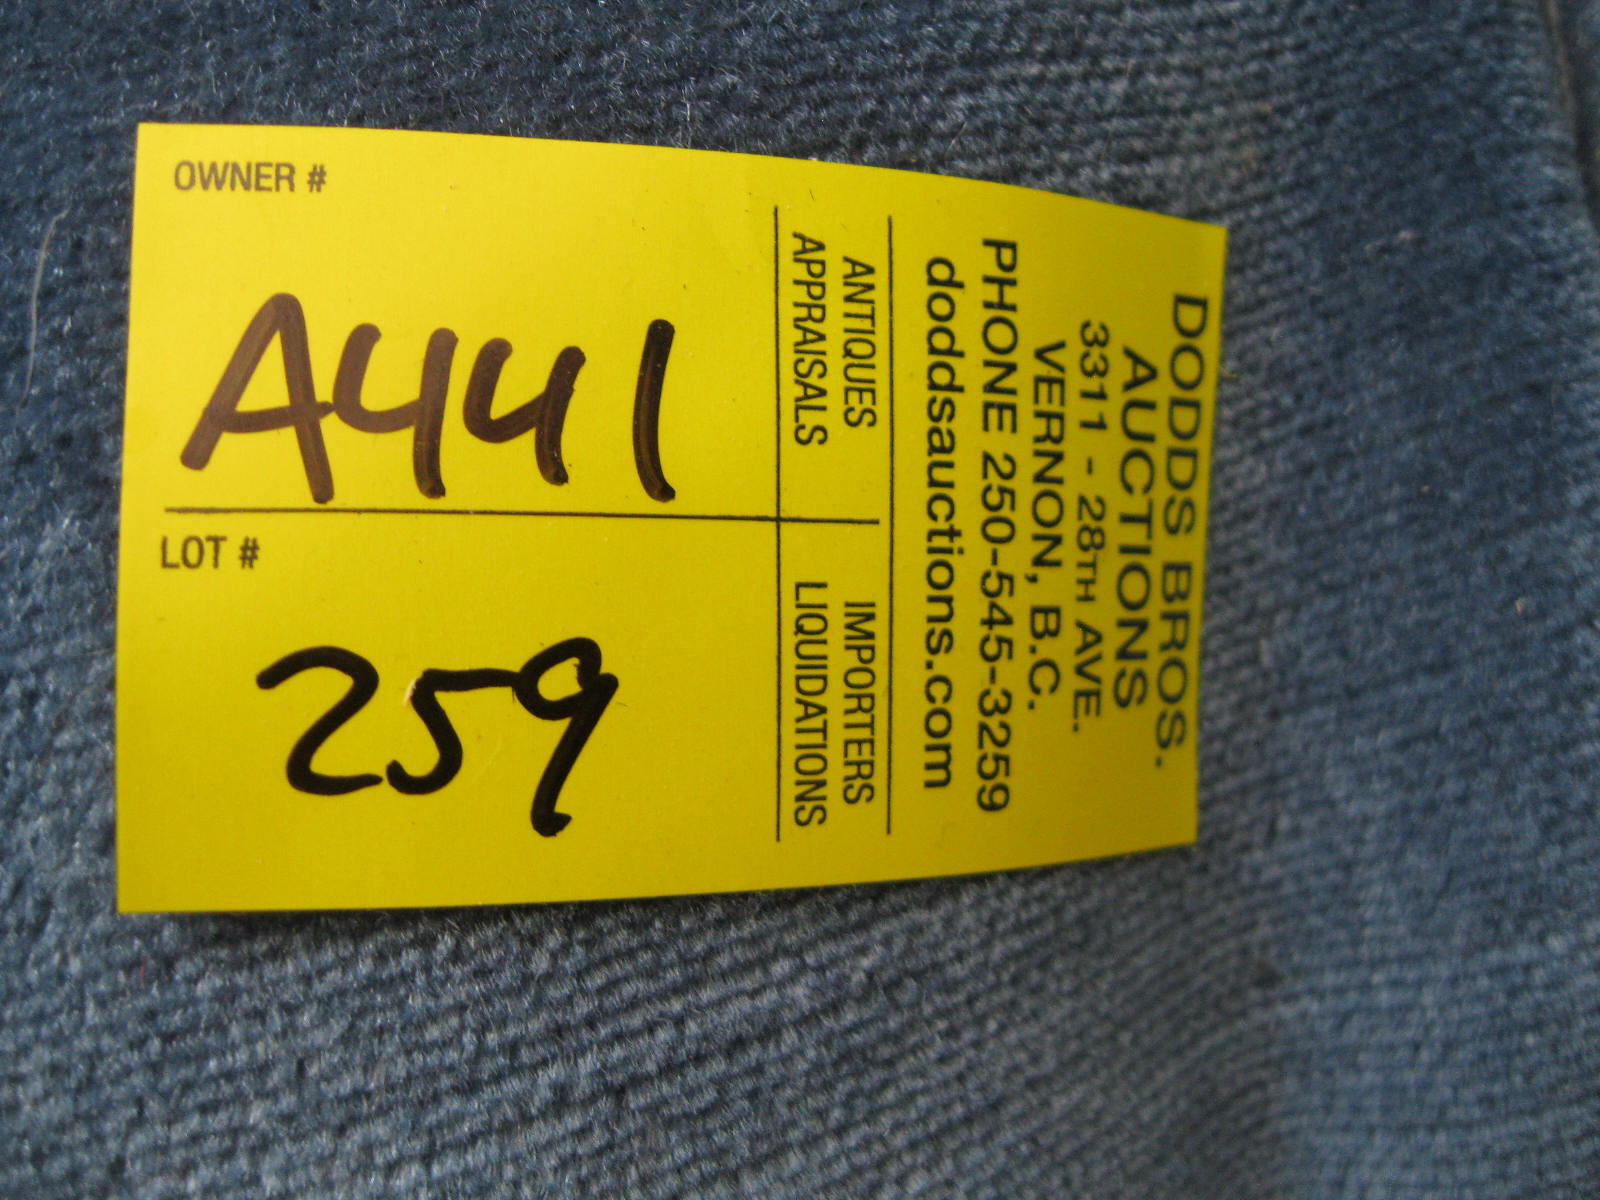 OWNER #
A441
LOT #
259
DODDS BROS.
AUCTIONS
3311 - 28TH AVE.
VERNON, B.C.
PHONE 250-545-3259
doddsauctions.com
ANTIQUES IMPORTERS
APPRAISALS LIQUIDATIONS